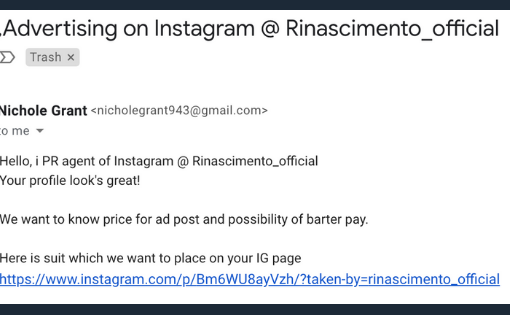 .Advertising on Instagram @ Rinascimento_official
Trash ×
Nichole Grant <nicholegrant943@gmail.com>
to me
Hello, i PR agent of Instagram @ Rinascimento_official
Your profile look's great!
We want to know price for ad post and possibility of barter pay.
Here is suit which we want to place on your IG page
https://www.instagram.com/p/Bm6WU8ayVzh/?taken-by=rinascimento_official